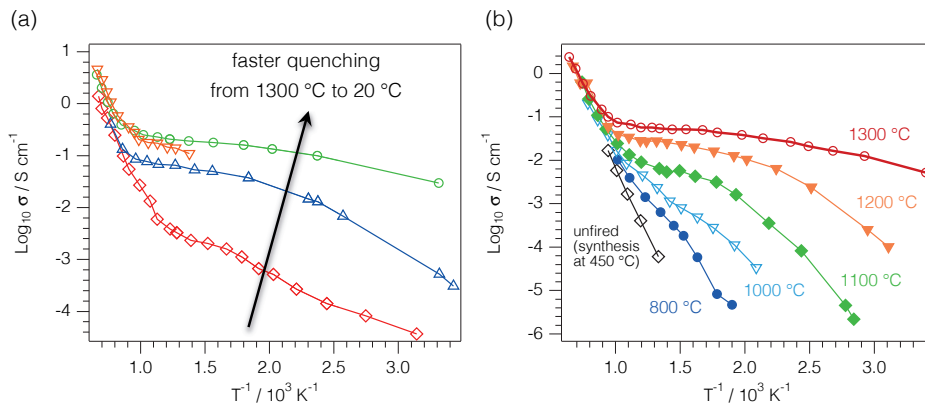 (a)
faster quenching
from 1300 °C to 20 °C
Log₁₀ σ / S cm⁻¹
1
0
-1
-2
-3
-4
1.0
1.5
2.0
2.5
3.0
T⁻¹ / 10³ K⁻¹
(b)
Log₁₀ σ / S cm⁻¹
0
-1
-2
-3
-4
-5
-6
1300 °C
1200 °C
1100 °C
1000 °C
800 °C
unfired
(synthesis
at 450 °C)
1.0
1.5
2.0
2.5
3.0
T⁻¹ / 10³ K⁻¹